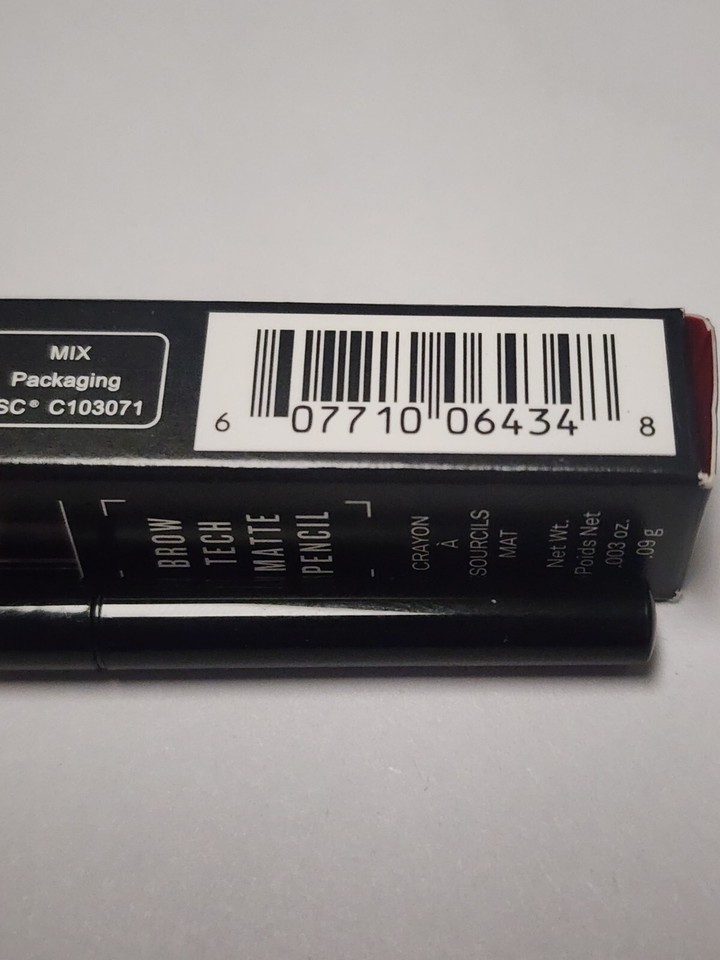 MIX
Packaging
SC® C103071
6 07710 06434 8
BROW
TECH
MATTE
PENCIL
CRAYON
À
SOURCILS
MAT
Net Wt.
Poids Net
.003 oz.
.09 g